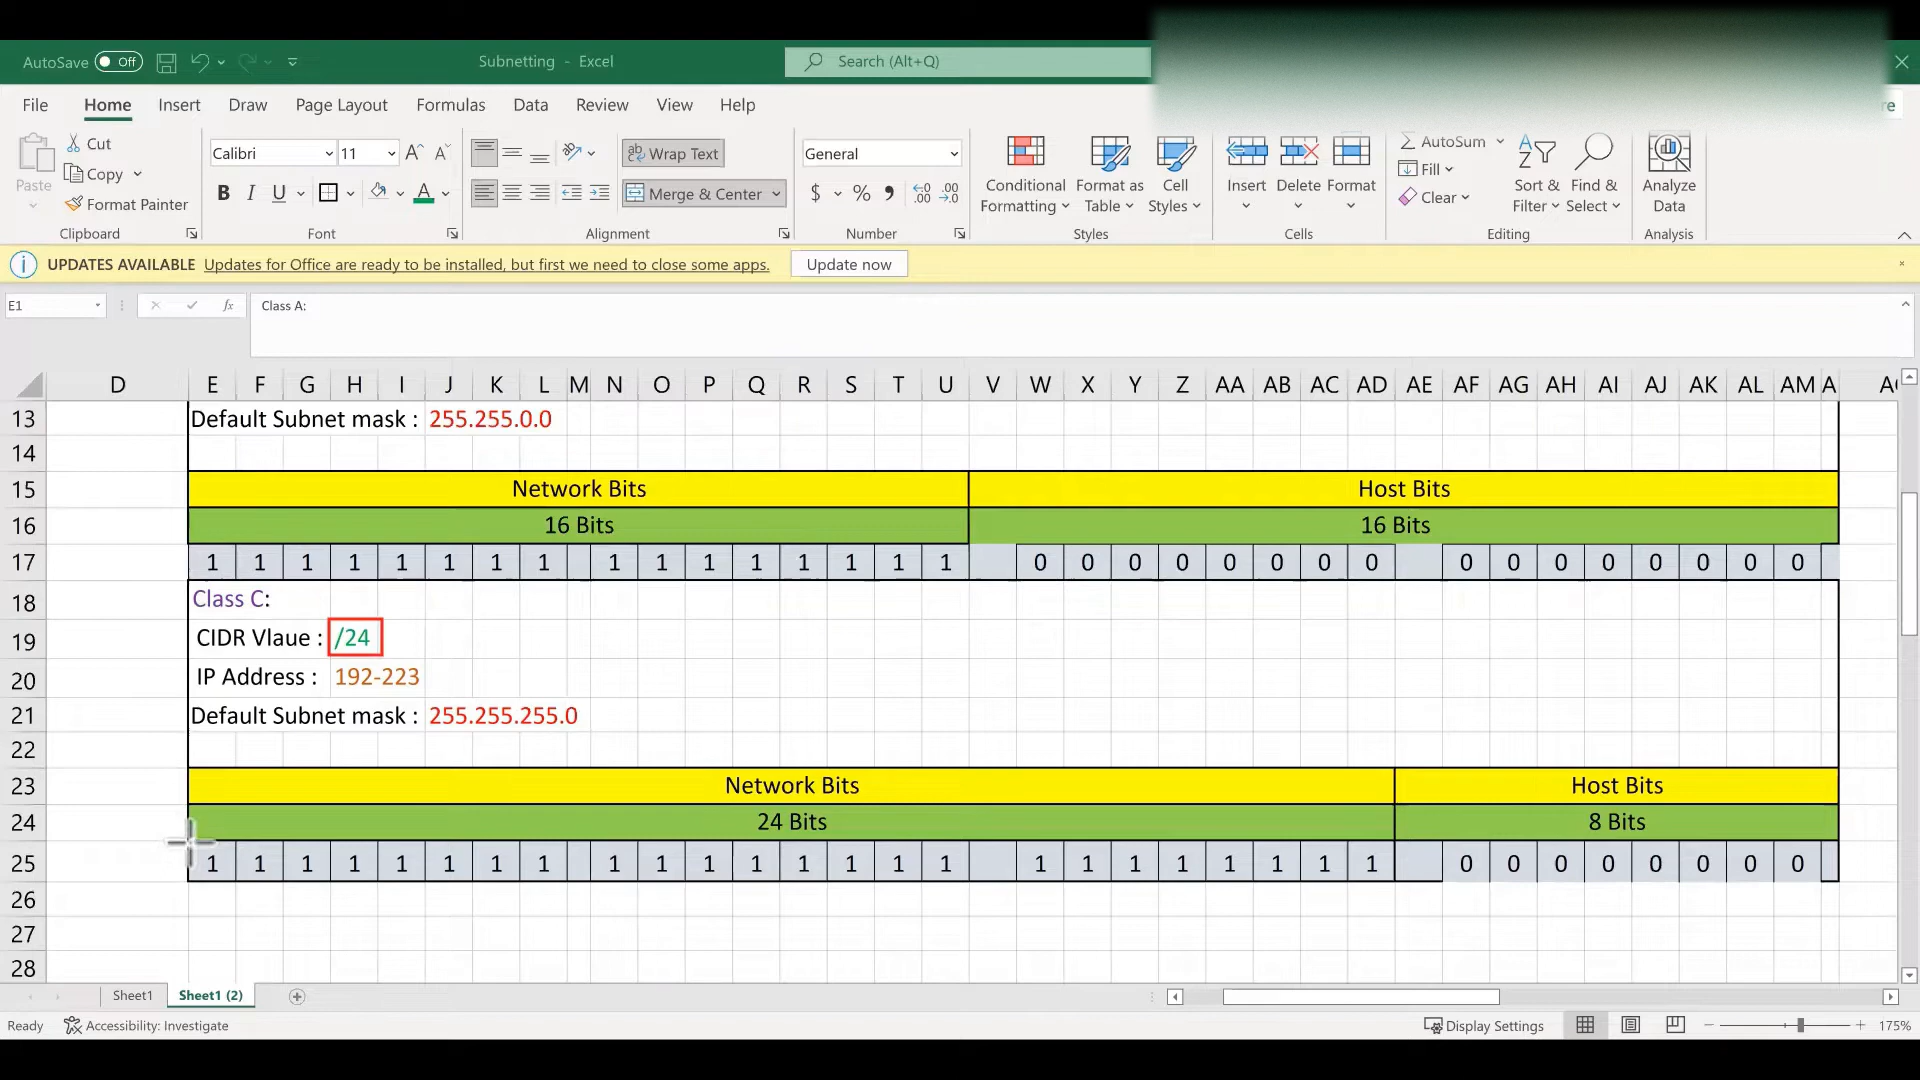 AutoSave Off Subnetting - Excel Search (Alt+Q)
File Home Insert Draw Page Layout Formulas Data Review View Help re
Paste Cut Copy Format Painter Clipboard
Calibri 11 A A B I U A Font
ab Wrap Text Merge & Center Alignment
General $ % , .00 Number
Conditional Formatting Format as Table Cell Styles Styles
Insert Delete Format Cells
AutoSum Fill Clear Sort & Filter Find & Select Editing
Analyze Data Analysis
UPDATES AVAILABLE Updates for Office are ready to be installed, but first we need to close some apps. Update now
E1 fx Class A:
D E F G H I J K L M N O P Q R S T U V W X Y Z AA AB AC AD AE AF AG AH AI AJ AK AL AM A
13 Default Subnet mask : 255.255.0.0
14
15 Network Bits Host Bits
16 16 Bits 16 Bits
17 1 1 1 1 1 1 1 1 1 1 1 1 1 1 1 1 0 0 0 0 0 0 0 0 0 0 0 0 0 0 0 0
18 Class C:
19 CIDR Vlaue : /24
20 IP Address : 192-223
21 Default Subnet mask : 255.255.255.0
22
23 Network Bits Host Bits
24 24 Bits 8 Bits
25 1 1 1 1 1 1 1 1 1 1 1 1 1 1 1 1 1 1 1 1 1 1 1 1 0 0 0 0 0 0 0 0
26
27
28
Sheet1 Sheet1 (2)
Ready Accessibility: Investigate Display Settings 175%